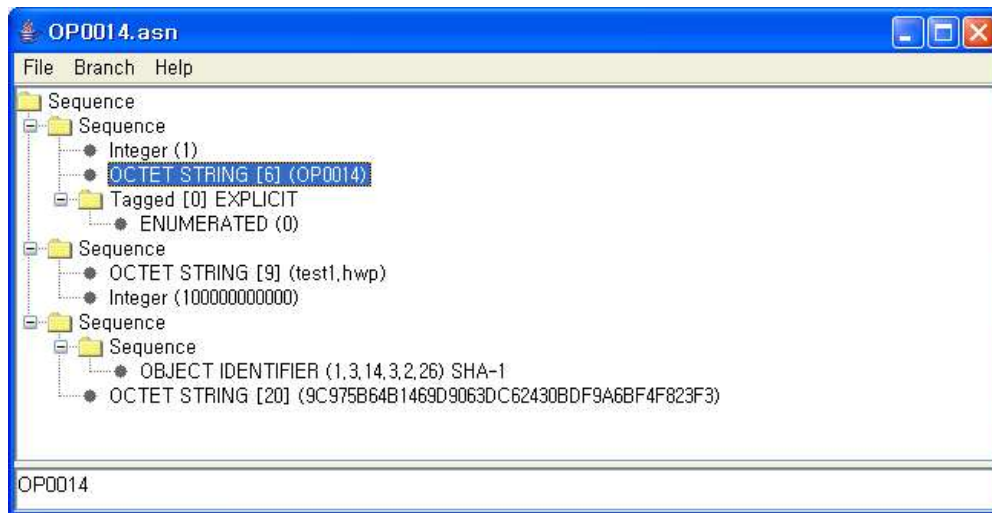 OP0014.asn
File Branch Help
Sequence
Sequence
Integer (1)
OCTET STRING [6] (OP0014)
Tagged [0] EXPLICIT
ENUMERATED (0)
Sequence
OCTET STRING [9] (test1.hwp)
Integer (100000000000)
Sequence
Sequence
OBJECT IDENTIFIER (1.3.14.3.2.26) SHA-1
OCTET STRING [20] (9C975B64B1469D9063DC62430BDF9A6BF4F823F3)
OP0014